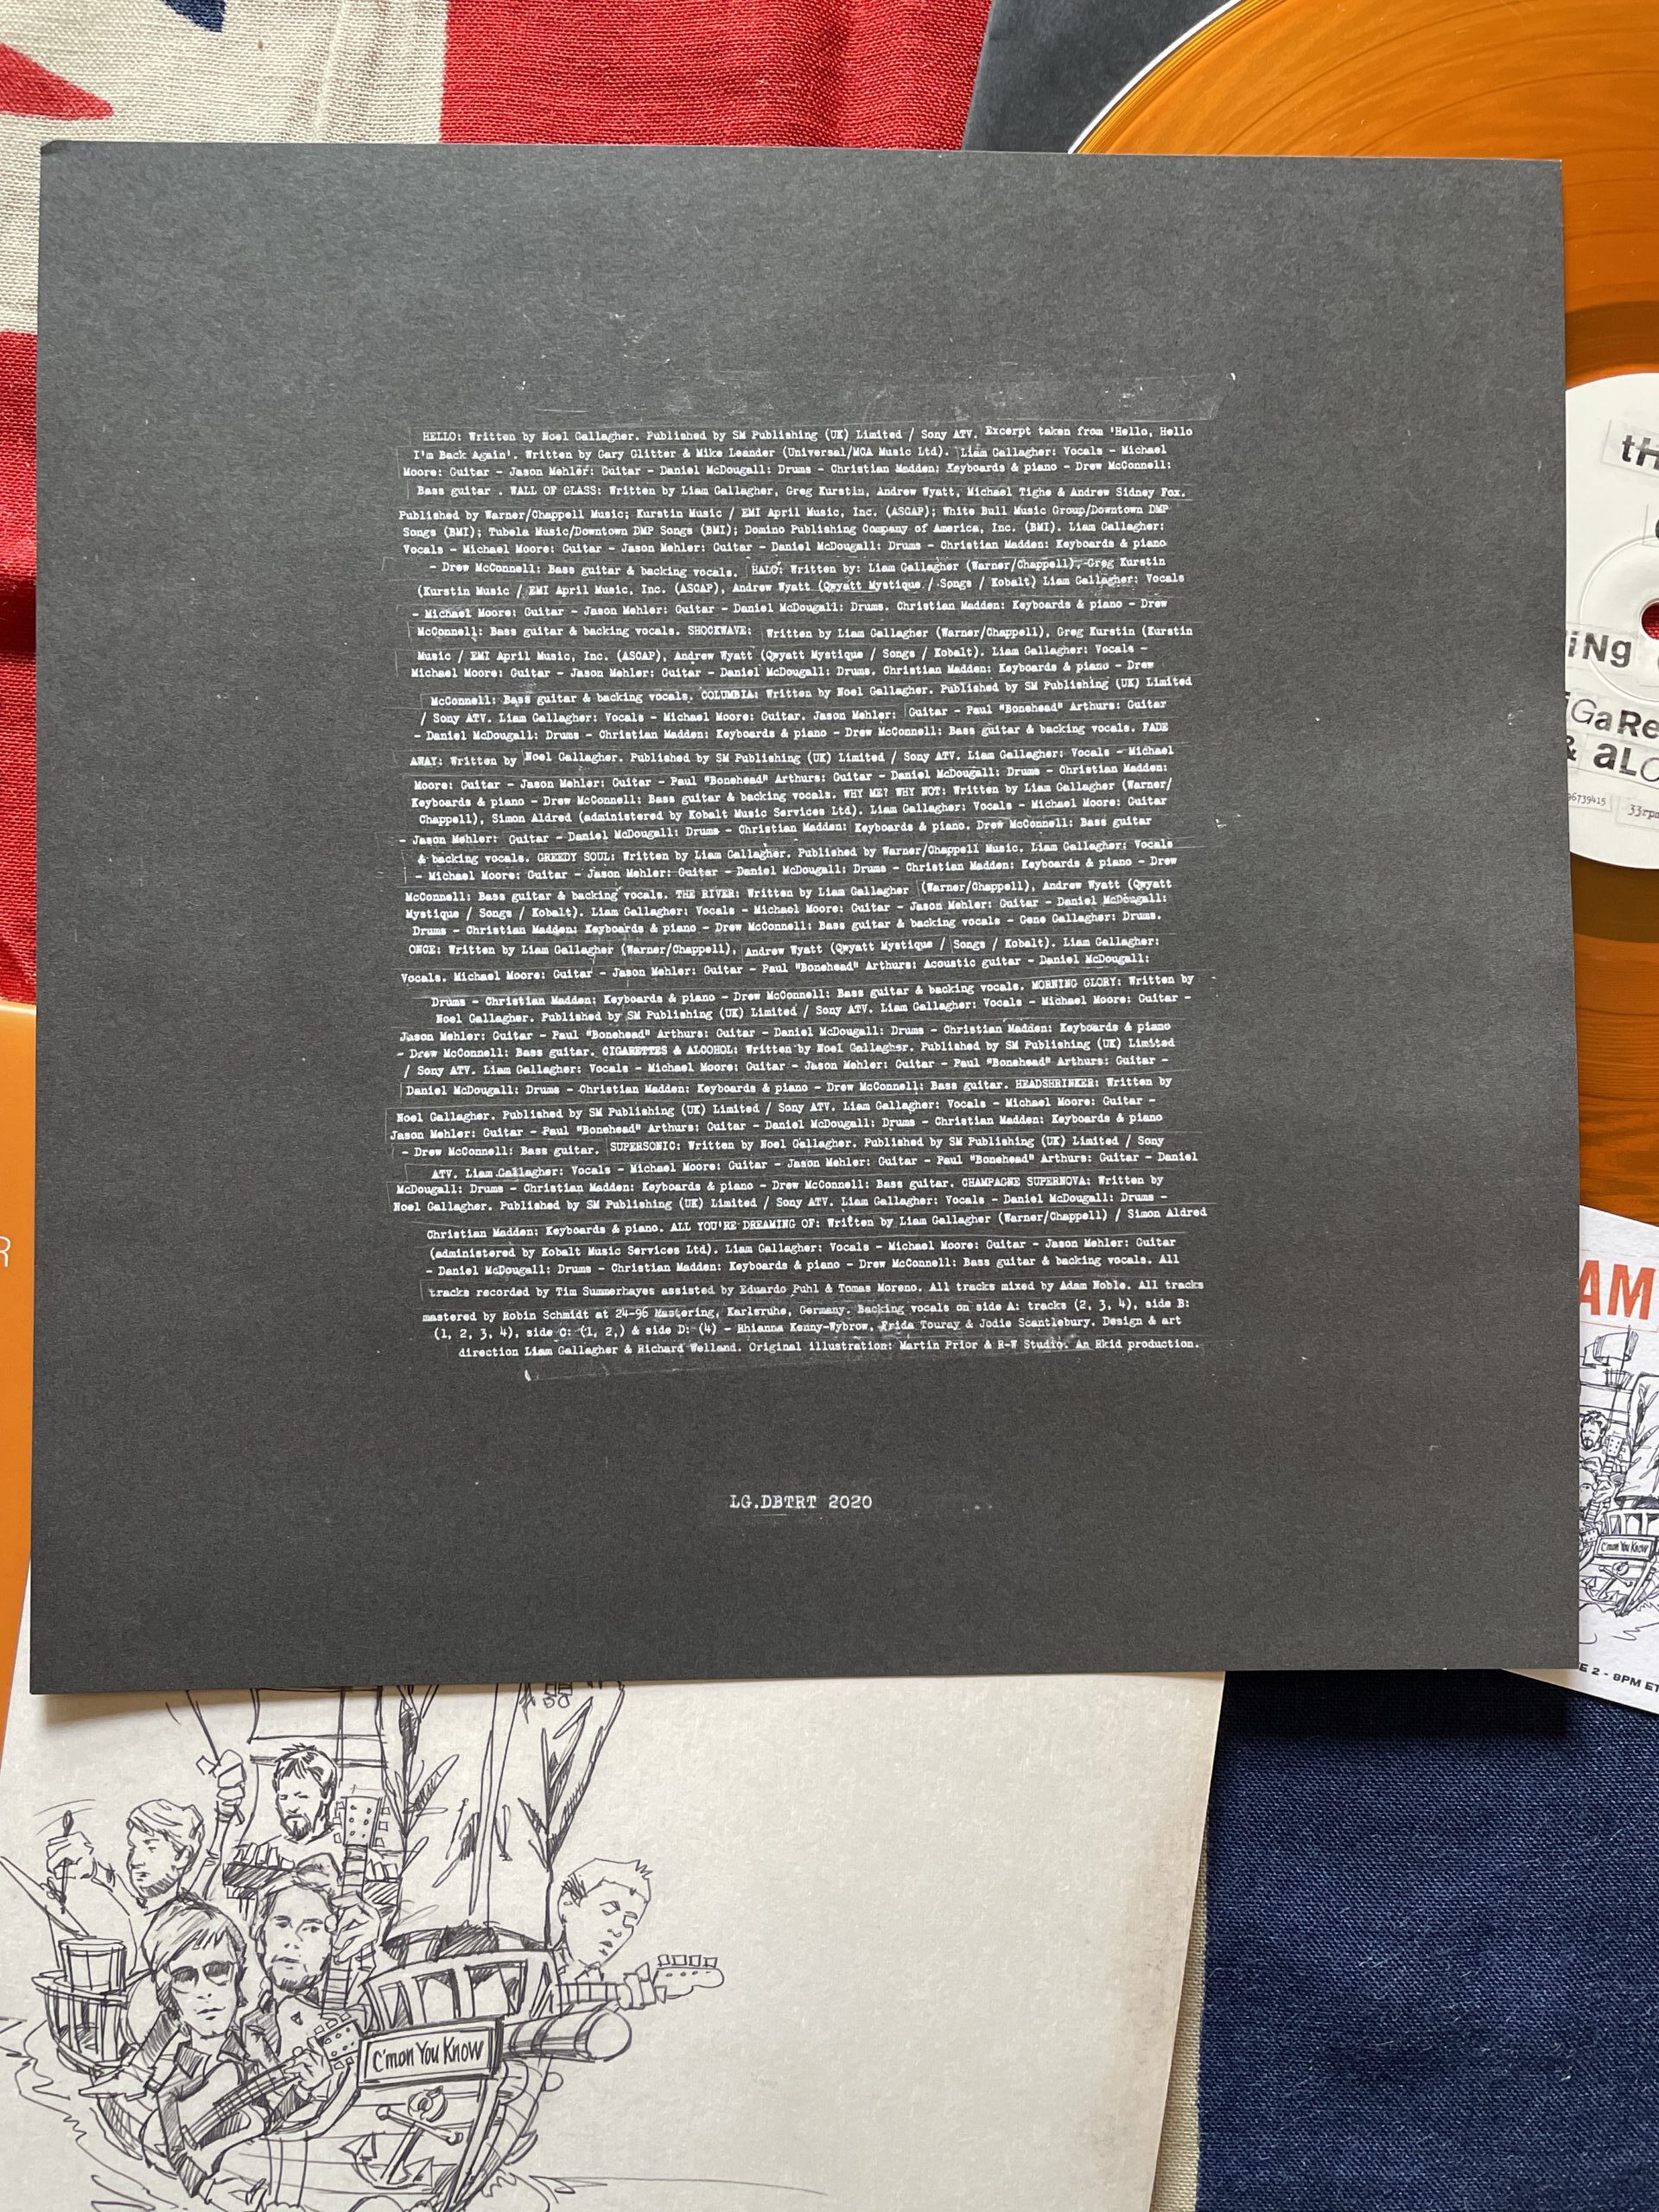 HELLO: Written by Noel Gallagher. Published by SM Publishing (UK) Limited / Sony ATV. Excerpt taken from 'Hello, Hello
I'm Back Again'. Written by Gary Glitter & Mike Leander (Universal/MCA Music Ltd). Liam Gallagher: Vocals - Michael
Moore: Guitar - Jason Mehler: Guitar - Daniel McDougall: Drums - Christian Madden: Keyboards & piano - Drew McConnell:
Bass guitar . WALL OF GLASS: Written by Liam Gallagher, Greg Kurstin, Andrew Wyatt, Michael Tighe & Andrew Sidney Fox.
Published by Warner/Chappell Music; Kurstin Music / EMI April Music, Inc. (ASCAP); White Bull Music Group/Downtown DMP
Songs (BMI); Tubela Music/Downtown DMP Songs (BMI); Domino Publishing Company of America, Inc. (BMI). Liam Gallagher:
Vocals - Michael Moore: Guitar - Jason Mehler: Guitar - Daniel McDougall: Drums - Christian Madden: Keyboards & piano
- Drew McConnell: Bass guitar & backing vocals. HALO: Written by: Liam Gallagher (Warner/Chappell), Greg Kurstin
(Kurstin Music / EMI April Music, Inc. (ASCAP), Andrew Wyatt (Qwyatt Mystique / Songs / Kobalt) Liam Gallagher: Vocals
- Michael Moore: Guitar - Jason Mehler: Guitar - Daniel McDougall: Drums. Christian Madden: Keyboards & piano - Drew
McConnell: Bass guitar & backing vocals. SHOCKWAVE: Written by Liam Gallagher (Warner/Chappell), Greg Kurstin (Kurstin
Music / EMI April Music, Inc. (ASCAP), Andrew Wyatt (Qwyatt Mystique / Songs / Kobalt). Liam Gallagher: Vocals -
Michael Moore: Guitar - Jason Mehler: Guitar - Daniel McDougall: Drums. Christian Madden: Keyboards & piano - Drew
McConnell: Bass guitar & backing vocals. COLUMBIA: Written by Noel Gallagher. Published by SM Publishing (UK) Limited
/ Sony ATV. Liam Gallagher: Vocals - Michael Moore: Guitar. Jason Mehler: Guitar - Paul "Bonehead" Arthurs: Guitar
- Daniel McDougall: Drums - Christian Madden: Keyboards & piano - Drew McConnell: Bass guitar & backing vocals. FADE
AWAY: Written by Noel Gallagher. Published by SM Publishing (UK) Limited / Sony ATV. Liam Gallagher: Vocals - Michael
Moore: Guitar - Jason Mehler: Guitar - Paul "Bonehead" Arthurs: Guitar - Daniel McDougall: Drums - Christian Madden:
Keyboards & piano - Drew McConnell: Bass guitar & backing vocals. WHY ME? WHY NOT: Written by Liam Gallagher (Warner/
Chappell), Simon Aldred (administered by Kobalt Music Services Ltd). Liam Gallagher: Vocals - Michael Moore: Guitar
- Jason Mehler: Guitar - Daniel McDougall: Drums - Christian Madden: Keyboards & piano. Drew McConnell: Bass guitar
& backing vocals. GREEDY SOUL: Written by Liam Gallagher. Published by Warner/Chappell Music. Liam Gallagher: Vocals
- Michael Moore: Guitar - Jason Mehler: Guitar - Daniel McDougall: Drums - Christian Madden: Keyboards & piano - Drew
McConnell: Bass guitar & backing vocals. THE RIVER: Written by Liam Gallagher (Warner/Chappell), Andrew Wyatt (Qwyatt
Mystique / Songs / Kobalt). Liam Gallagher: Vocals - Michael Moore: Guitar - Jason Mehler: Guitar - Daniel McDougall:
Drums - Christian Madden: Keyboards & piano - Drew McConnell: Bass guitar & backing vocals - Gene Gallagher: Drums.
ONCE: Written by Liam Gallagher (Warner/Chappell), Andrew Wyatt (Qwyatt Mystique / Songs / Kobalt). Liam Gallagher:
Vocals. Michael Moore: Guitar - Jason Mehler: Guitar - Paul "Bonehead" Arthurs: Acoustic guitar - Daniel McDougall:
Drums - Christian Madden: Keyboards & piano - Drew McConnell: Bass guitar & backing vocals. MORNING GLORY: Written by
Noel Gallagher. Published by SM Publishing (UK) Limited / Sony ATV. Liam Gallagher: Vocals - Michael Moore: Guitar -
Jason Mehler: Guitar - Paul "Bonehead" Arthurs: Guitar - Daniel McDougall: Drums - Christian Madden: Keyboards & piano
- Drew McConnell: Bass guitar. CIGARETTES & ALCOHOL: Written by Noel Gallagher. Published by SM Publishing (UK) Limited
/ Sony ATV. Liam Gallagher: Vocals - Michael Moore: Guitar - Jason Mehler: Guitar - Paul "Bonehead" Arthurs: Guitar -
Daniel McDougall: Drums - Christian Madden: Keyboards & piano - Drew McConnell: Bass guitar. HEADSHRINKER: Written by
Noel Gallagher. Published by SM Publishing (UK) Limited / Sony ATV. Liam Gallagher: Vocals - Michael Moore: Guitar -
Jason Mehler: Guitar - Paul "Bonehead" Arthurs: Guitar - Daniel McDougall: Drums - Christian Madden: Keyboards & piano
- Drew McConnell: Bass guitar. SUPERSONIC: Written by Noel Gallagher. Published by SM Publishing (UK) Limited / Sony
ATV. Liam Gallagher: Vocals - Michael Moore: Guitar - Jason Mehler: Guitar - Paul "Bonehead" Arthurs: Guitar - Daniel
McDougall: Drums - Christian Madden: Keyboards & piano - Drew McConnell: Bass guitar. CHAMPAGNE SUPERNOVA: Written by
Noel Gallagher. Published by SM Publishing (UK) Limited / Sony ATV. Liam Gallagher: Vocals - Daniel McDougall: Drums -
Christian Madden: Keyboards & piano. ALL YOU'RE DREAMING OF: Written by Liam Gallagher (Warner/Chappell) / Simon Aldred
(administered by Kobalt Music Services Ltd). Liam Gallagher: Vocals - Michael Moore: Guitar - Jason Mehler: Guitar
- Daniel McDougall: Drums - Christian Madden: Keyboards & piano - Drew McConnell: Bass guitar & backing vocals. All
tracks recorded by Tim Summerhayes assisted by Eduardo Puhl & Tomas Moreno. All tracks mixed by Adam Noble. All tracks
mastered by Robin Schmidt at 24-96 Mastering, Karlsruhe, Germany. Backing vocals on side A: tracks (2, 3, 4), side B:
(1, 2, 3, 4), side C: (1, 2,) & side D: (4) - Rhianna Kenny-Wybrow, Frida Touray & Jodie Scantlebury. Design & art
direction Liam Gallagher & Richard Welland. Original illustration: Martin Prior & R-W Studio. An Rkid production.
LG.DBTRT 2020
tH
iNg
iGaRe
& aLC
96739415
33rpm
R
AM
C'mon You Know
E 2 - 8PM ET
C'mon You Know